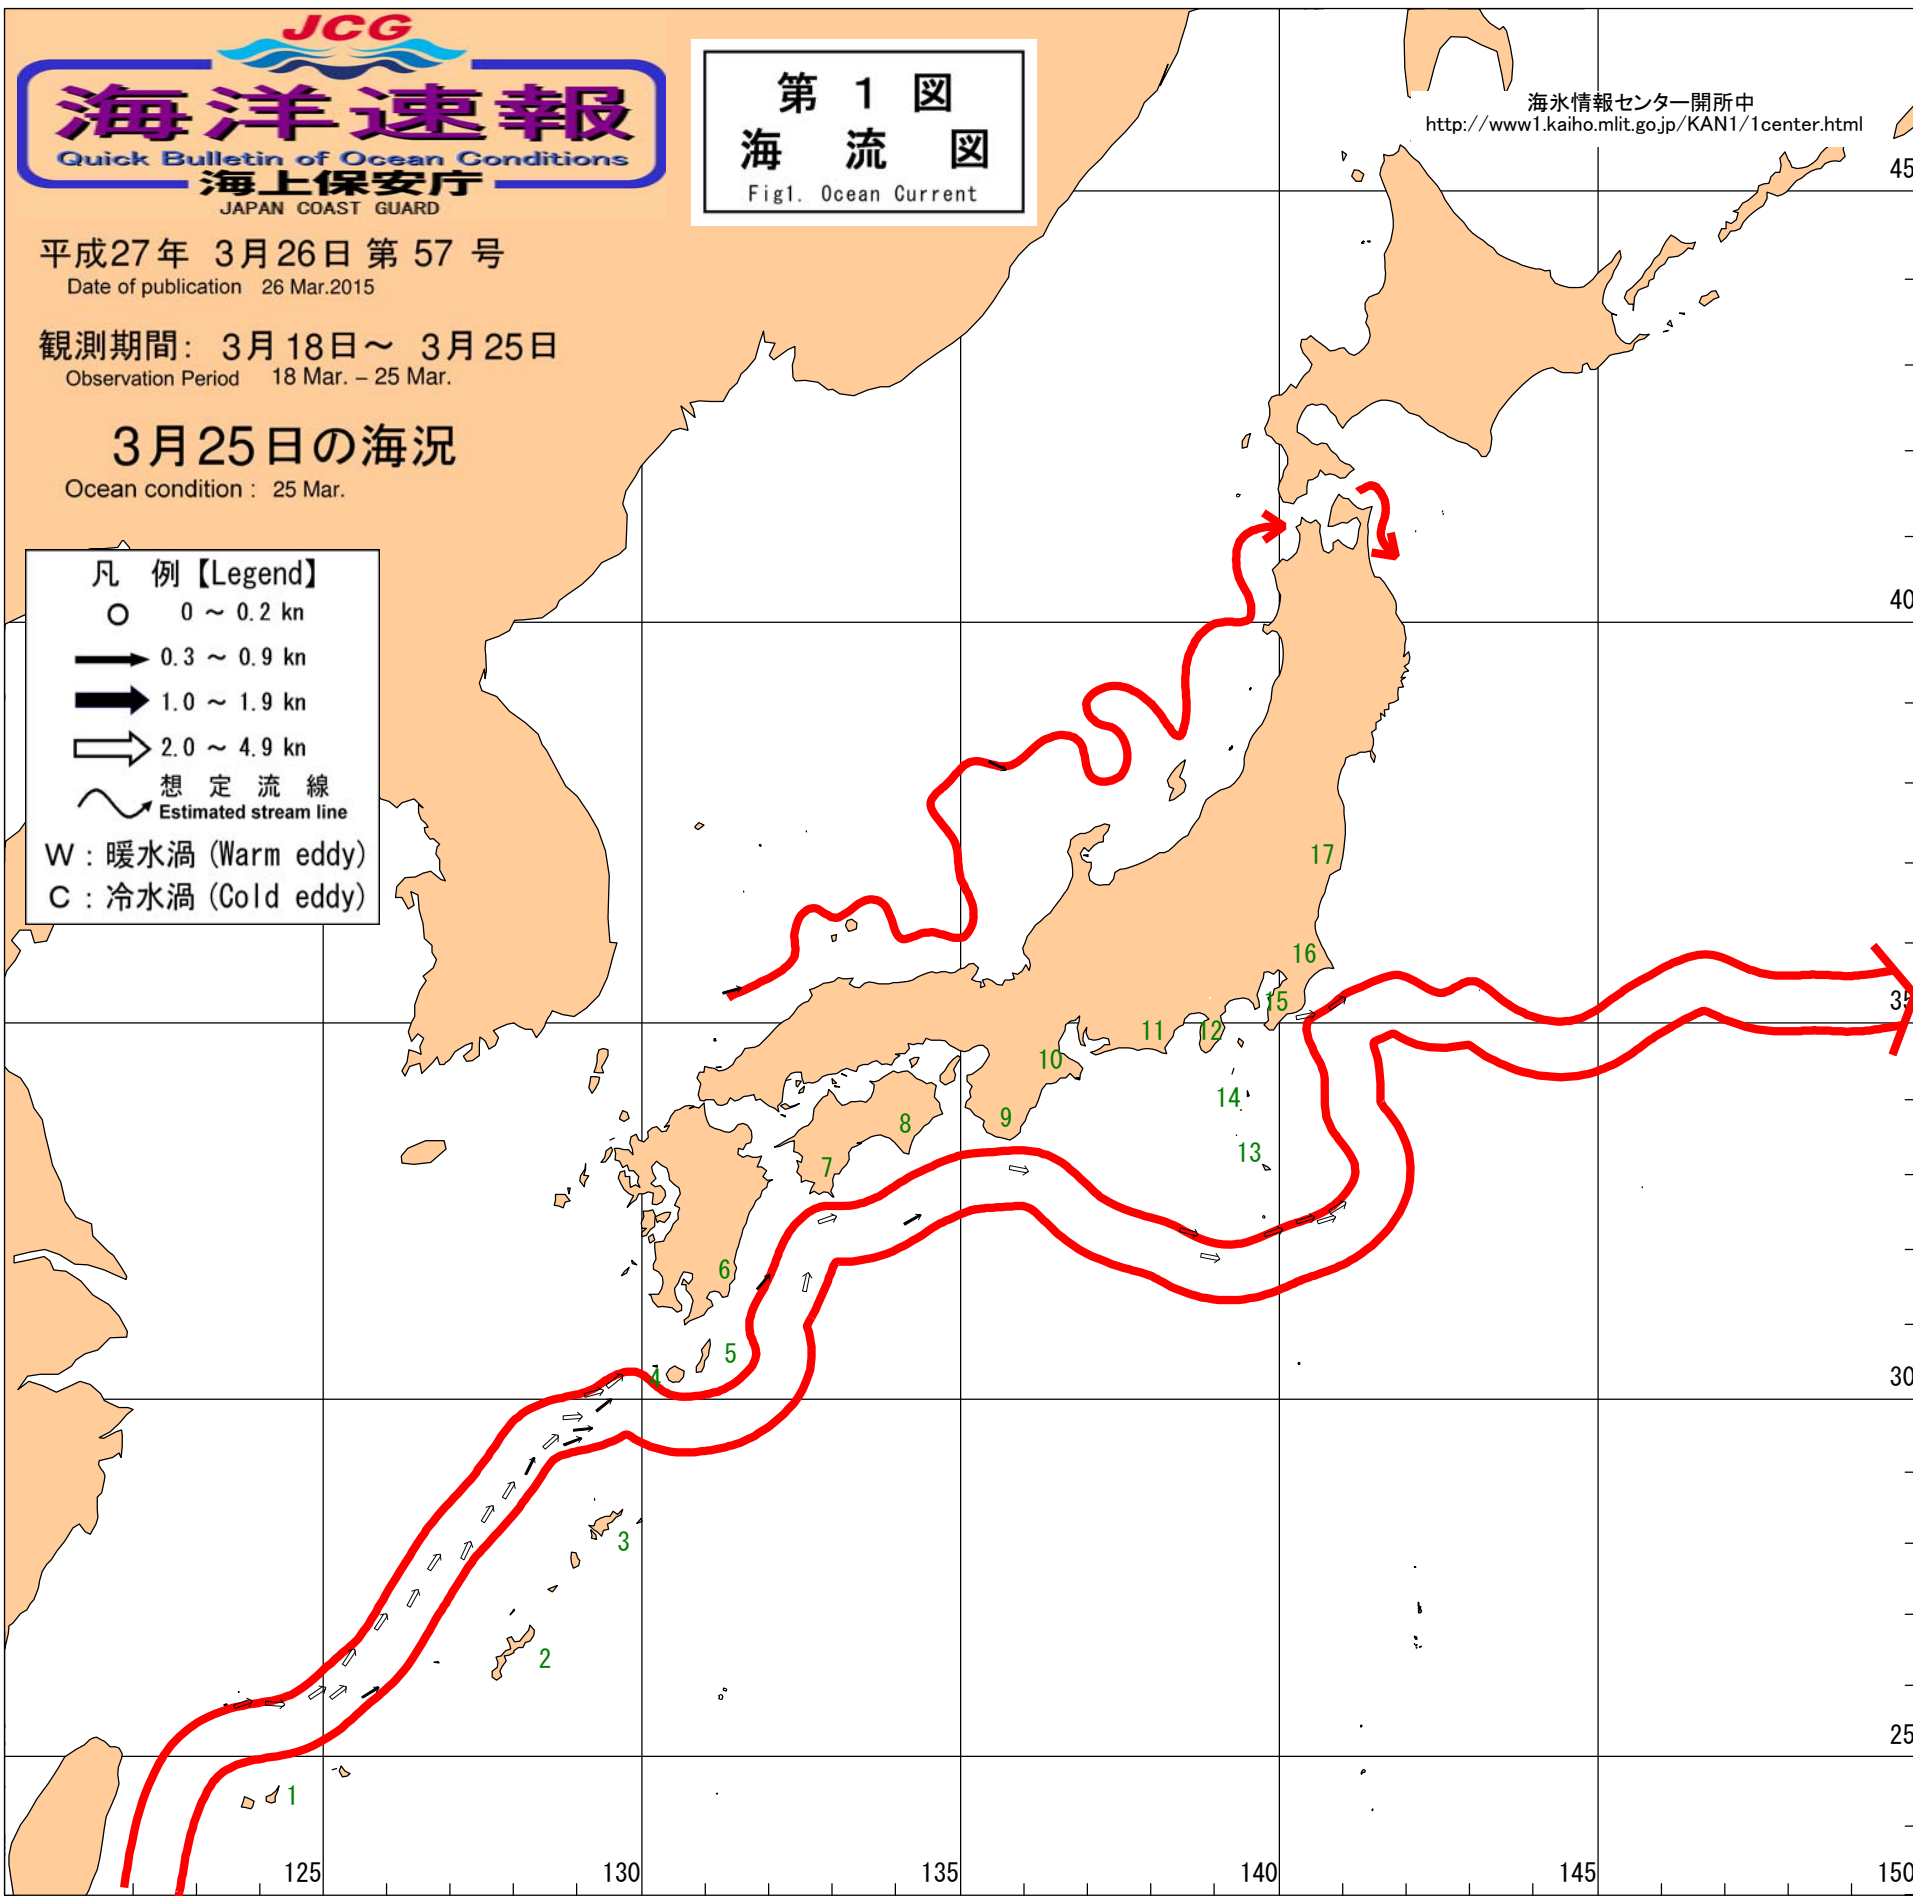 JCG
海洋速報
Quick Bulletin of Ocean Conditions
海上保安庁
JAPAN COAST GUARD
第 1 図
海 流 図
Fig1. Ocean Current
海氷情報センター開所中
http://www1.kaiho.mlit.go.jp/KAN1/1center.html
平成27年 3月26日 第 57 号
Date of publication 26 Mar.2015
観測期間: 3月18日～ 3月25日
Observation Period 18 Mar. – 25 Mar.
3月25日の海況
Ocean condition : 25 Mar.
凡 例【Legend】
0 ～ 0.2 kn
0.3 ～ 0.9 kn
1.0 ～ 1.9 kn
2.0 ～ 4.9 kn
想 定 流 線
Estimated stream line
W : 暖水渦 (Warm eddy)
C : 冷水渦 (Cold eddy)
45
40
35
30
25
17
16
15
12
11
10
14
13
9
8
7
6
5
4
3
2
1
125
130
135
140
145
150